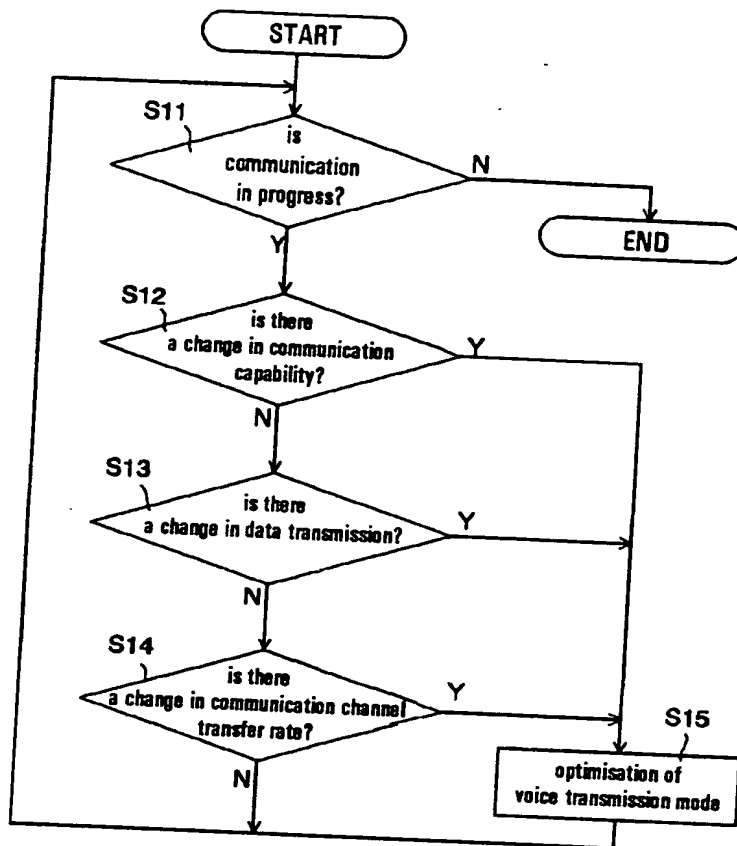 START
S11
is
communication
in progress?
N
END
Y
S12
is there
a change in communication
capability?
Y
N
S13
is there
a change in data transmission?
Y
N
S14
is there
a change in communication channel
transfer rate?
Y
N
S15
optimisation of
voice transmission mode